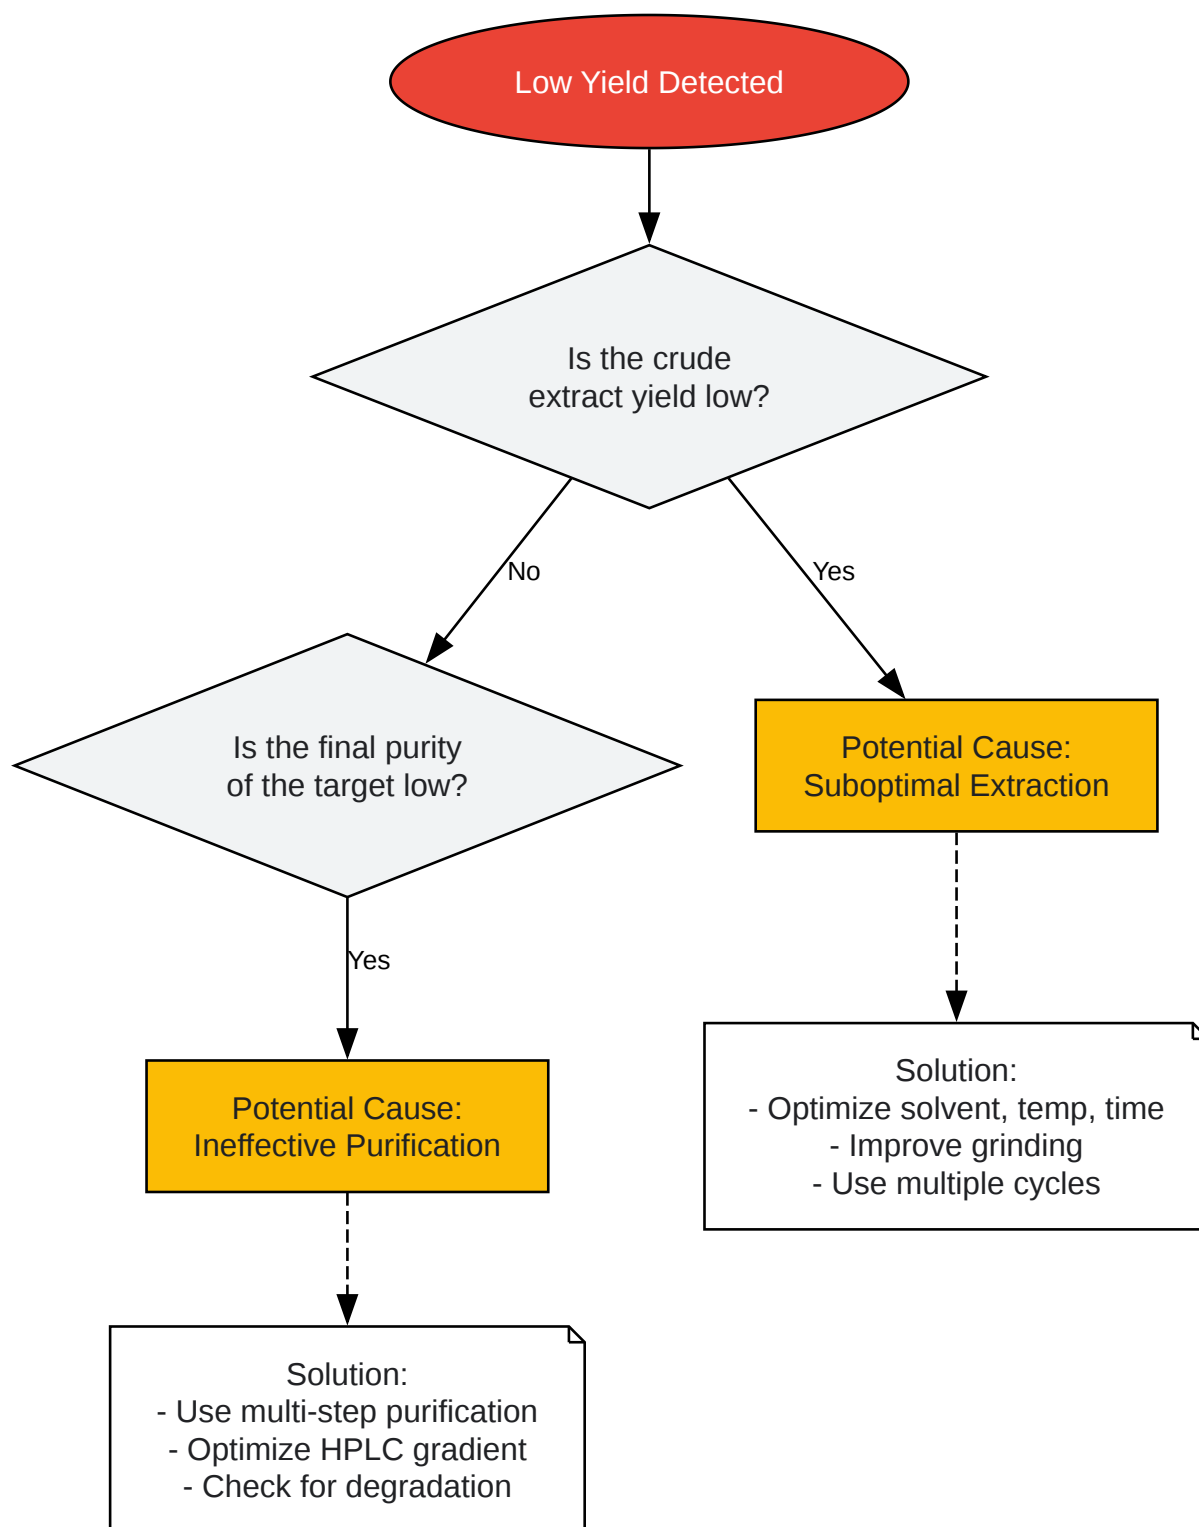 Low Yield Detected
Is the crude
extract yield low?
No
Yes
Is the final purity
of the target low?
Potential Cause:
Suboptimal Extraction
Yes
Solution:
- Optimize solvent, temp, time
- Improve grinding
- Use multiple cycles
Potential Cause:
Ineffective Purification
Solution:
- Use multi-step purification
- Optimize HPLC gradient
- Check for degradation